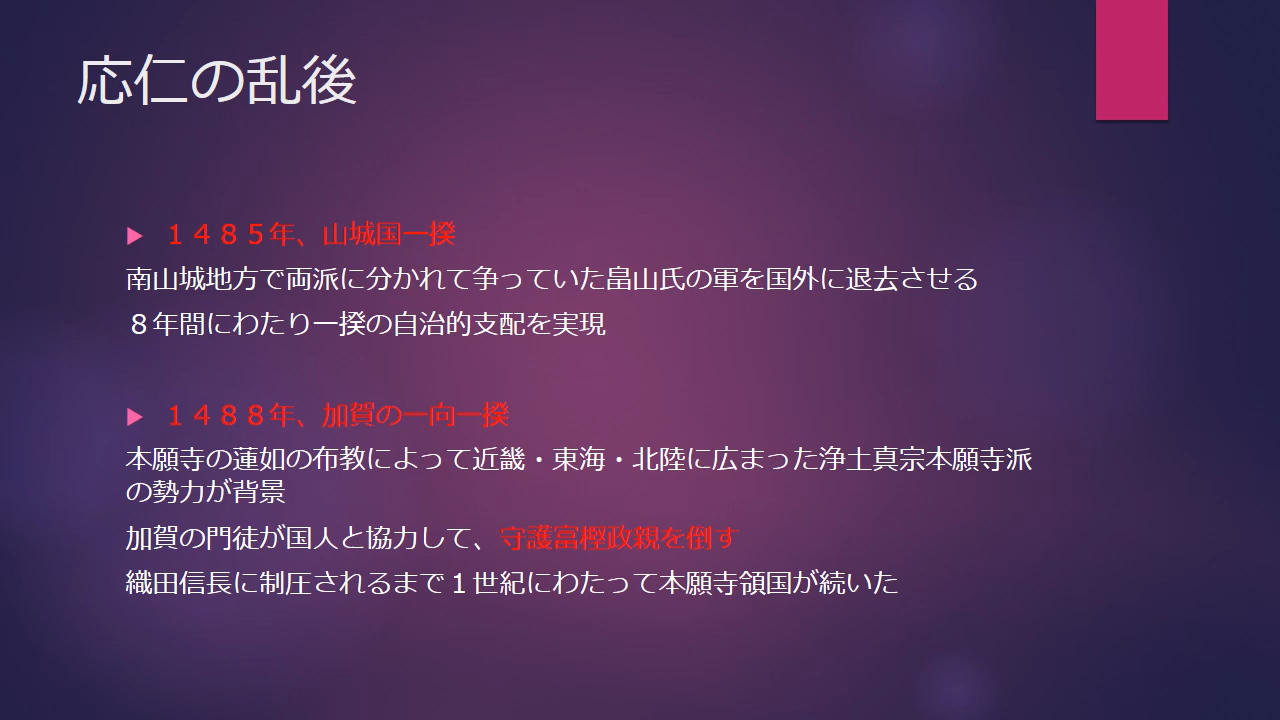 応仁の乱後
１４８５年、山城国一揆
南山城地方で両派に分かれて争っていた畠山氏の軍を国外に退去させる
８年間にわたり一揆の自治的支配を実現
１４８８年、加賀の一向一揆
本願寺の蓮如の布教によって近畿・東海・北陸に広まった浄土真宗本願寺派
の勢力が背景
加賀の門徒が国人と協力して、守護富樫政親を倒す
織田信長に制圧されるまで１世紀にわたって本願寺領国が続いた